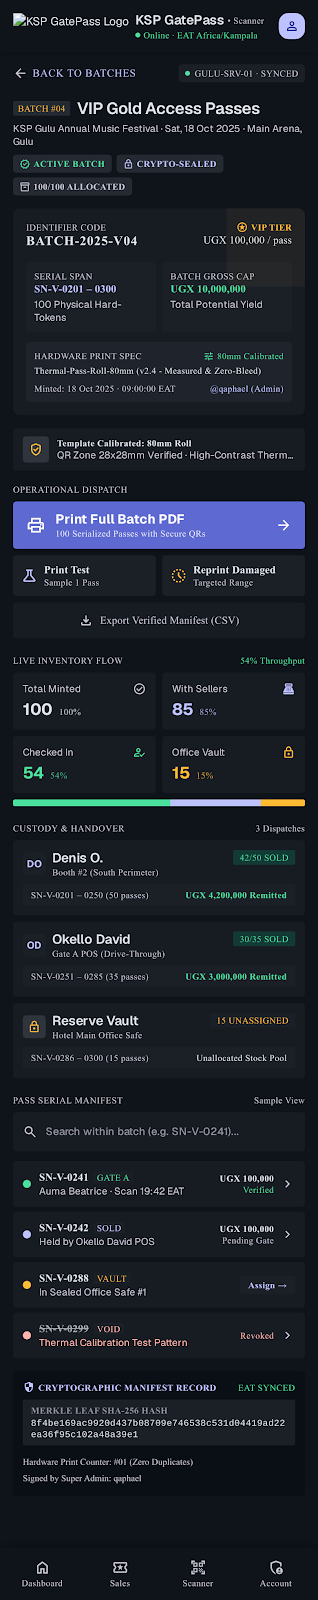 KSP GatePass Logo
KSP GatePass • Scanner
Online · EAT Africa/Kampala
BACK TO BATCHES
GULU-SRV-01 · SYNCED
BATCH #04
VIP Gold Access Passes
KSP Gulu Annual Music Festival · Sat, 18 Oct 2025 · Main Arena,
Gulu
ACTIVE BATCH
CRYPTO-SEALED
100/100 ALLOCATED
IDENTIFIER CODE
VIP TIER
BATCH-2025-V04
UGX 100,000 / pass
SERIAL SPAN
SN-V-0201 – 0300
100 Physical Hard-
Tokens
BATCH GROSS CAP
UGX 10,000,000
Total Potential Yield
HARDWARE PRINT SPEC
80mm Calibrated
Thermal-Pass-Roll-80mm (v2.4 - Measured & Zero-Bleed)
Minted: 18 Oct 2025 · 09:00:00 EAT
@qaphael (Admin)
Template Calibrated: 80mm Roll
QR Zone 28x28mm Verified · High-Contrast Therm...
OPERATIONAL DISPATCH
Print Full Batch PDF
100 Serialized Passes with Secure QRs
Print Test
Sample 1 Pass
Reprint Damaged
Targeted Range
Export Verified Manifest (CSV)
LIVE INVENTORY FLOW
54% Throughput
Total Minted
100 100%
With Sellers
85 85%
Checked In
54 54%
Office Vault
15 15%
CUSTODY & HANDOVER
3 Dispatches
DO
Denis O.
Booth #2 (South Perimeter)
42/50 SOLD
SN-V-0201 – 0250 (50 passes)
UGX 4,200,000 Remitted
OD
Okello David
Gate A POS (Drive-Through)
30/35 SOLD
SN-V-0251 – 0285 (35 passes)
UGX 3,000,000 Remitted
Reserve Vault
Hotel Main Office Safe
15 UNASSIGNED
SN-V-0286 – 0300 (15 passes)
Unallocated Stock Pool
PASS SERIAL MANIFEST
Sample View
Search within batch (e.g. SN-V-0241)...
SN-V-0241 GATE A
Auma Beatrice · Scan 19:42 EAT
UGX 100,000
Verified
SN-V-0242 SOLD
Held by Okello David POS
UGX 100,000
Pending Gate
SN-V-0288 VAULT
In Sealed Office Safe #1
Assign →
SN-V-0299 VOID
Thermal Calibration Test Pattern
Revoked
CRYPTOGRAPHIC MANIFEST RECORD
EAT SYNCED
MERKLE LEAF SHA-256 HASH
8f4be169ac9920d437b08709e746538c531d04419ad22
ea36f95c102a48a39e1
Hardware Print Counter: #01 (Zero Duplicates)
Signed by Super Admin: qaphael
Dashboard
Sales
Scanner
Account